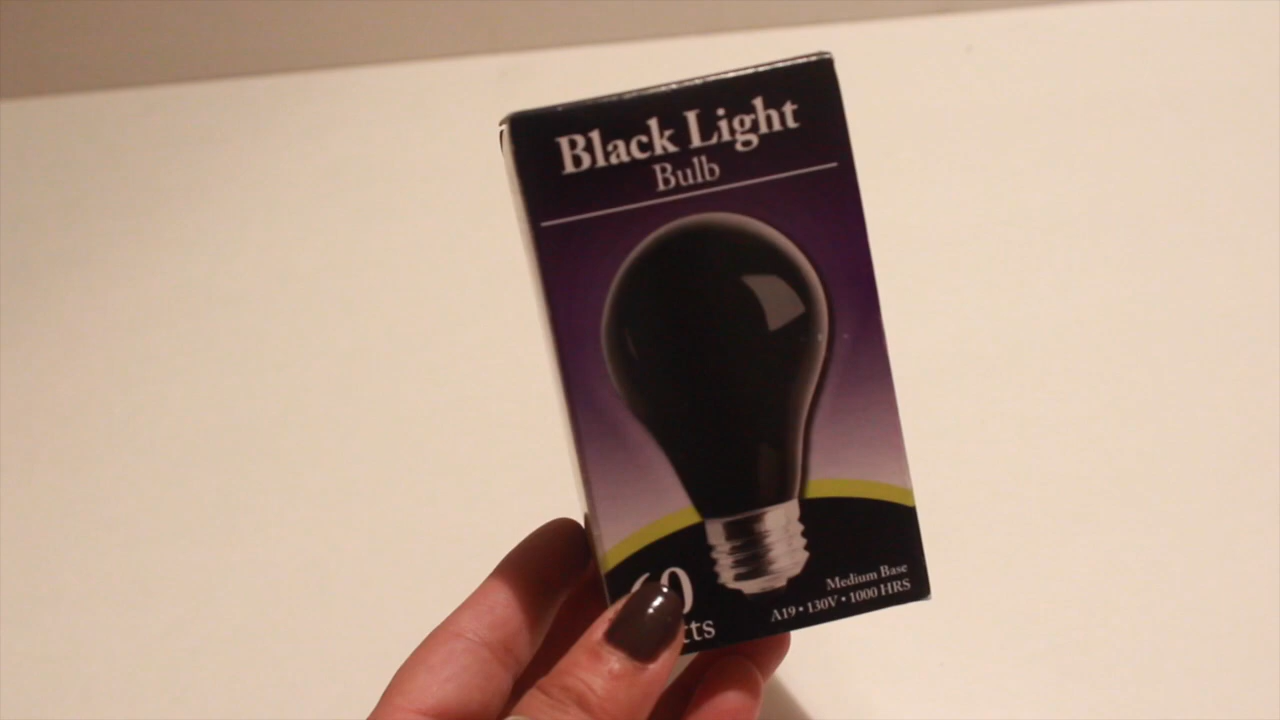 Black Light
Bulb
Medium Base
A19 • 130V • 1000 HRS